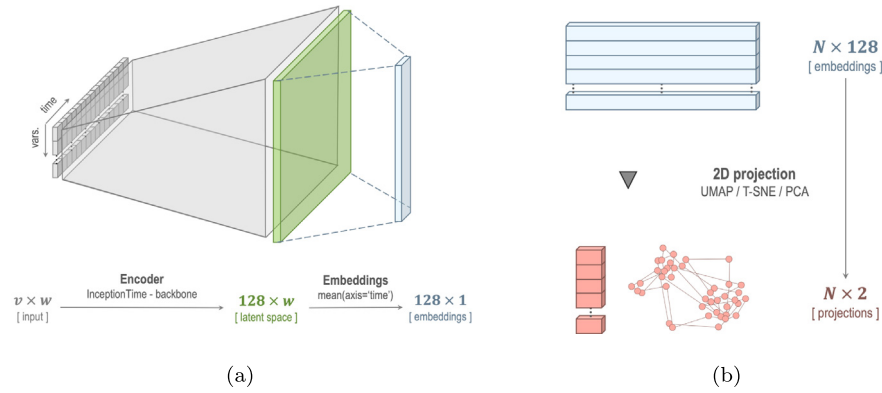 time
vars.
Encoder
InceptionTime - backbone
Embeddings
mean(axis='time')
v × w
[ input ]
128 × w
[ latent space ]
128 × 1
[ embeddings ]
(a)
N × 128
[ embeddings ]
2D projection
UMAP / T-SNE / PCA
N × 2
[ projections ]
(b)